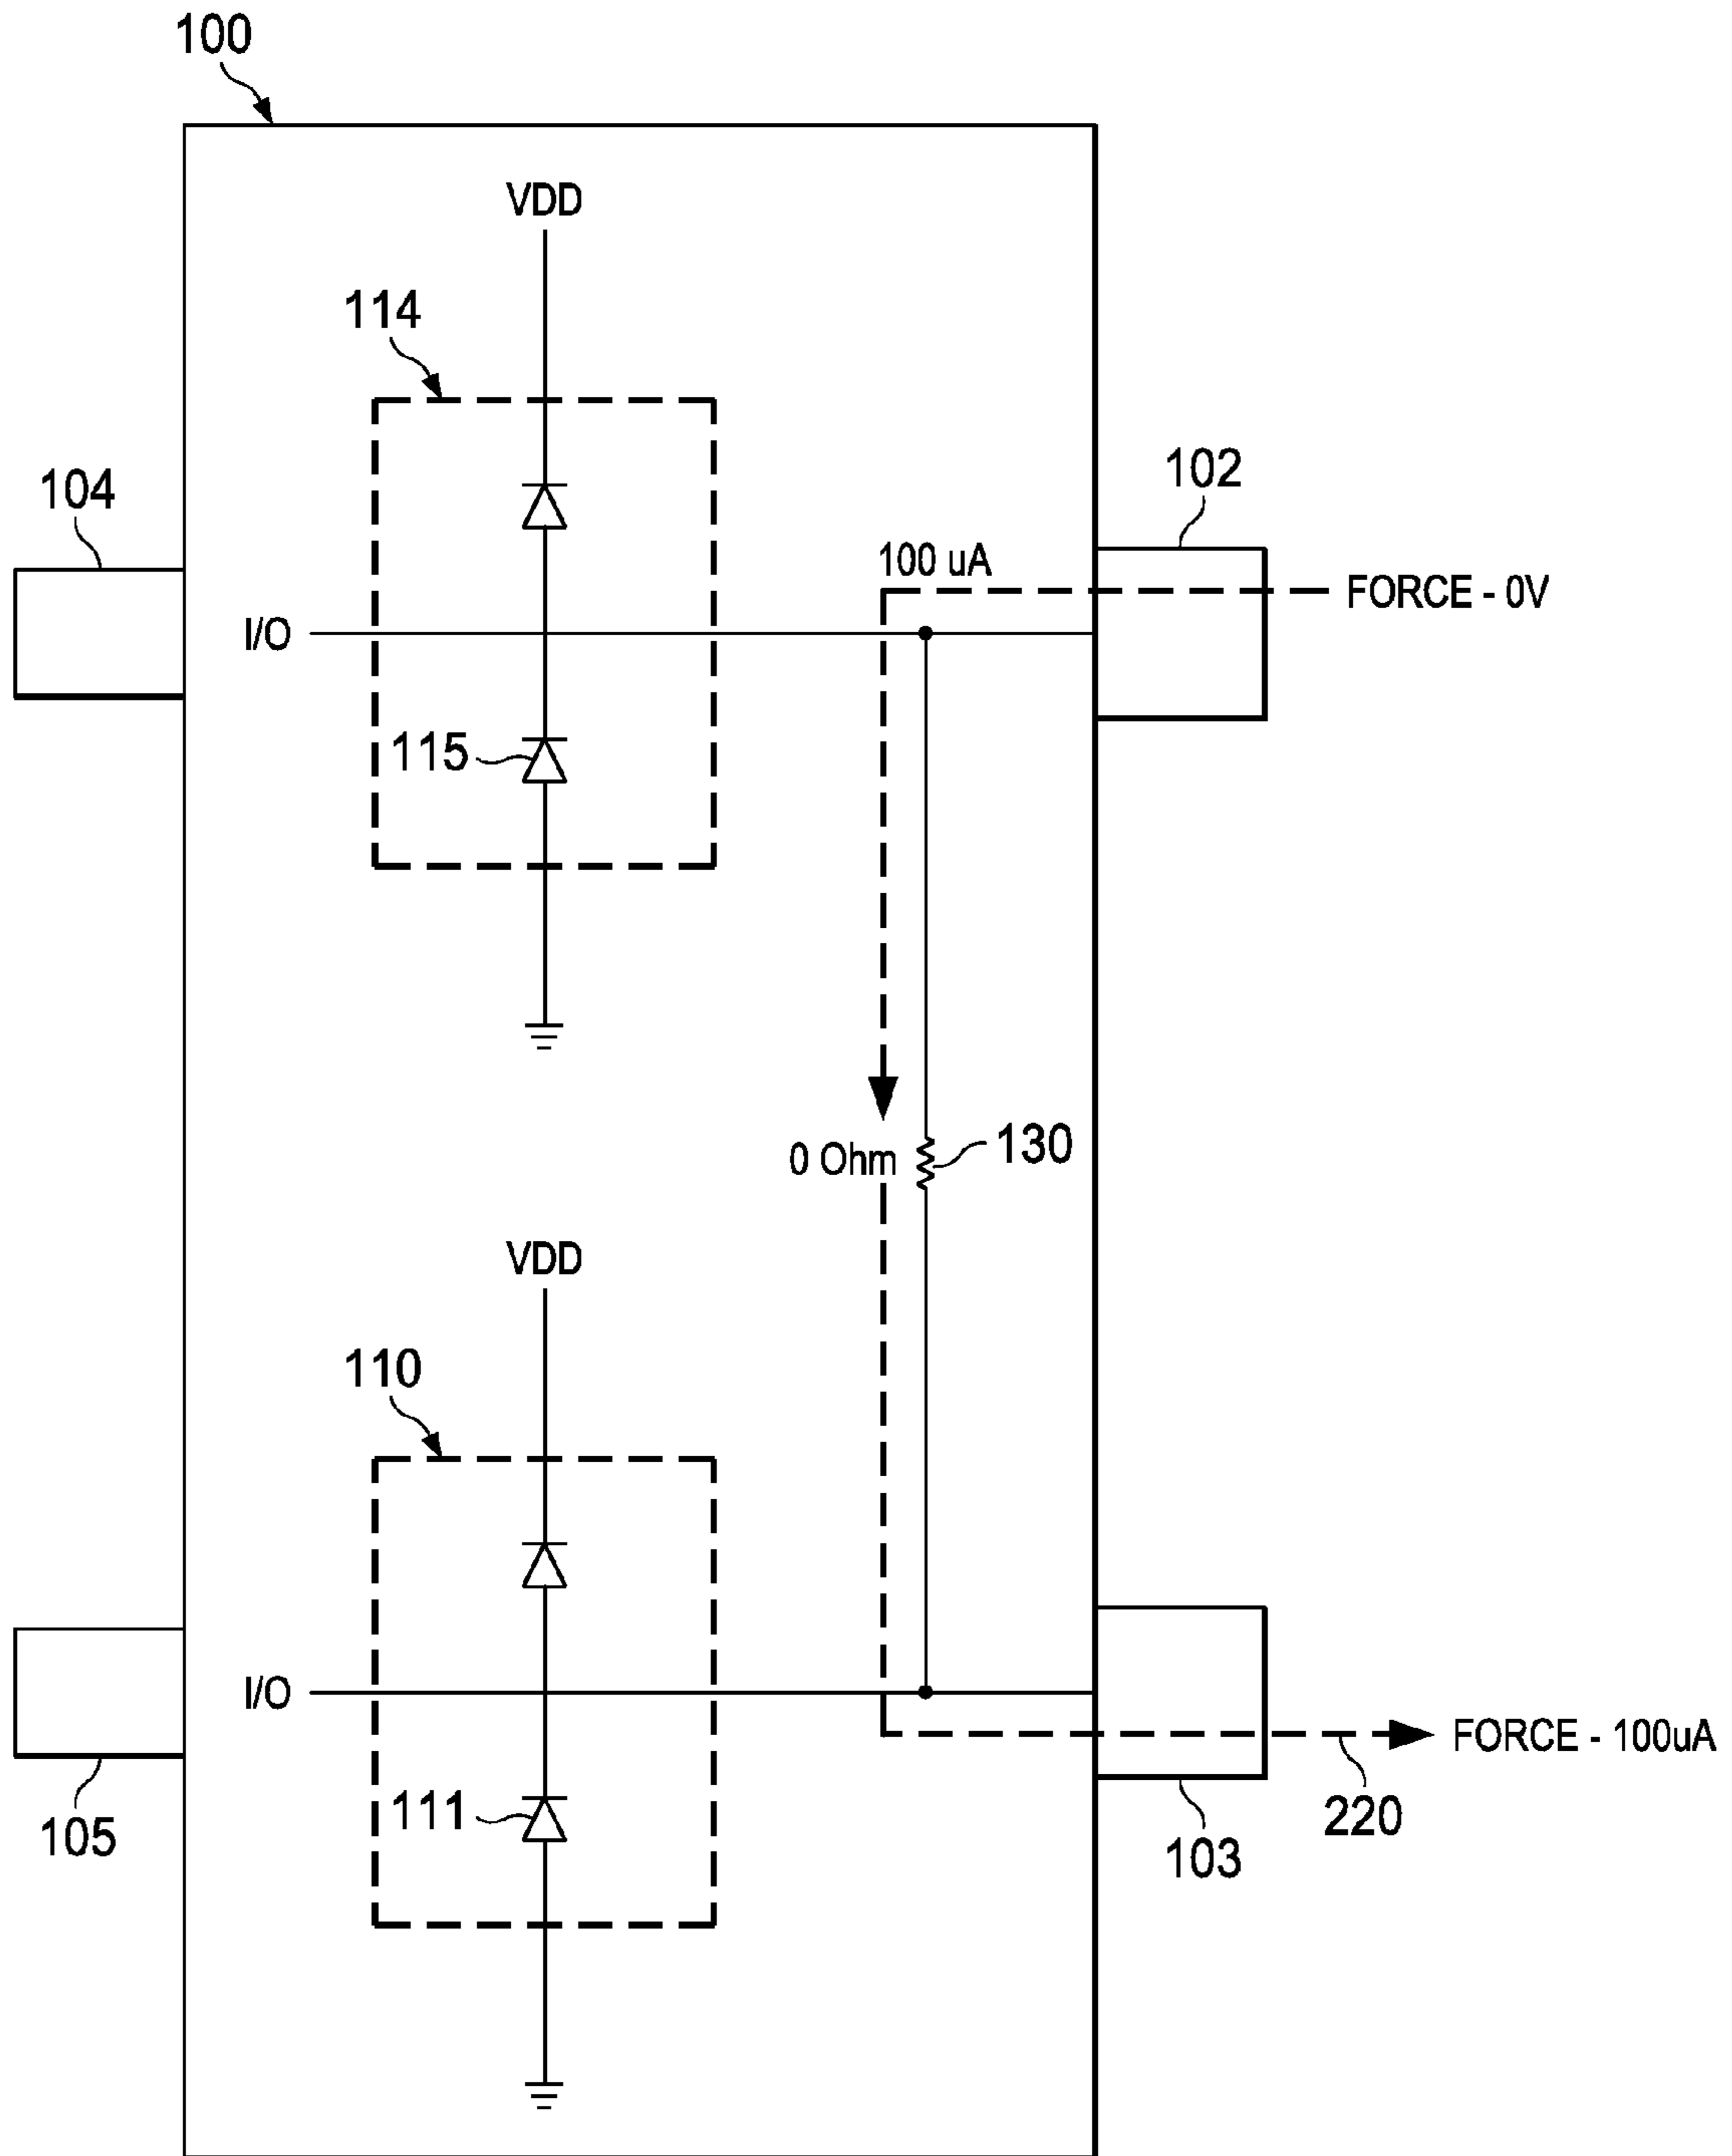 100
VDD
114
104
102
100 uA
FORCE - 0V
I/O
115
0 Ohm
130
VDD
110
I/O
FORCE - 100uA
111
220
105
103